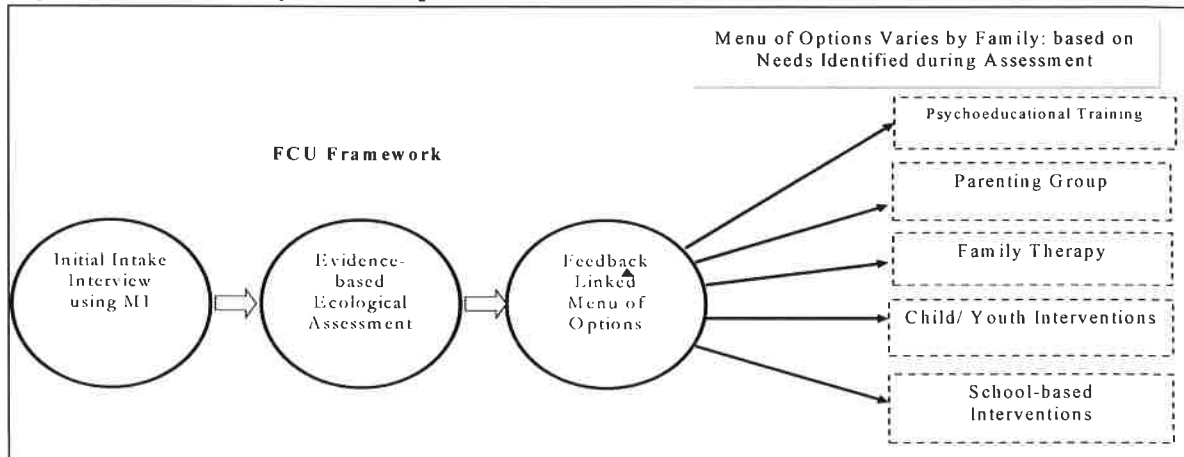 Menu of Options Varies by Family: based on
Needs Identified during Assessment
FCU Framework
Initial Intake
Interview
using MI
Evidence-
based
Ecological
Assessment
Feedback
Linked
Menu of
Options
Psychoeducational Training
Parenting Group
Family Therapy
Child/ Youth Interventions
School-based
Interventions